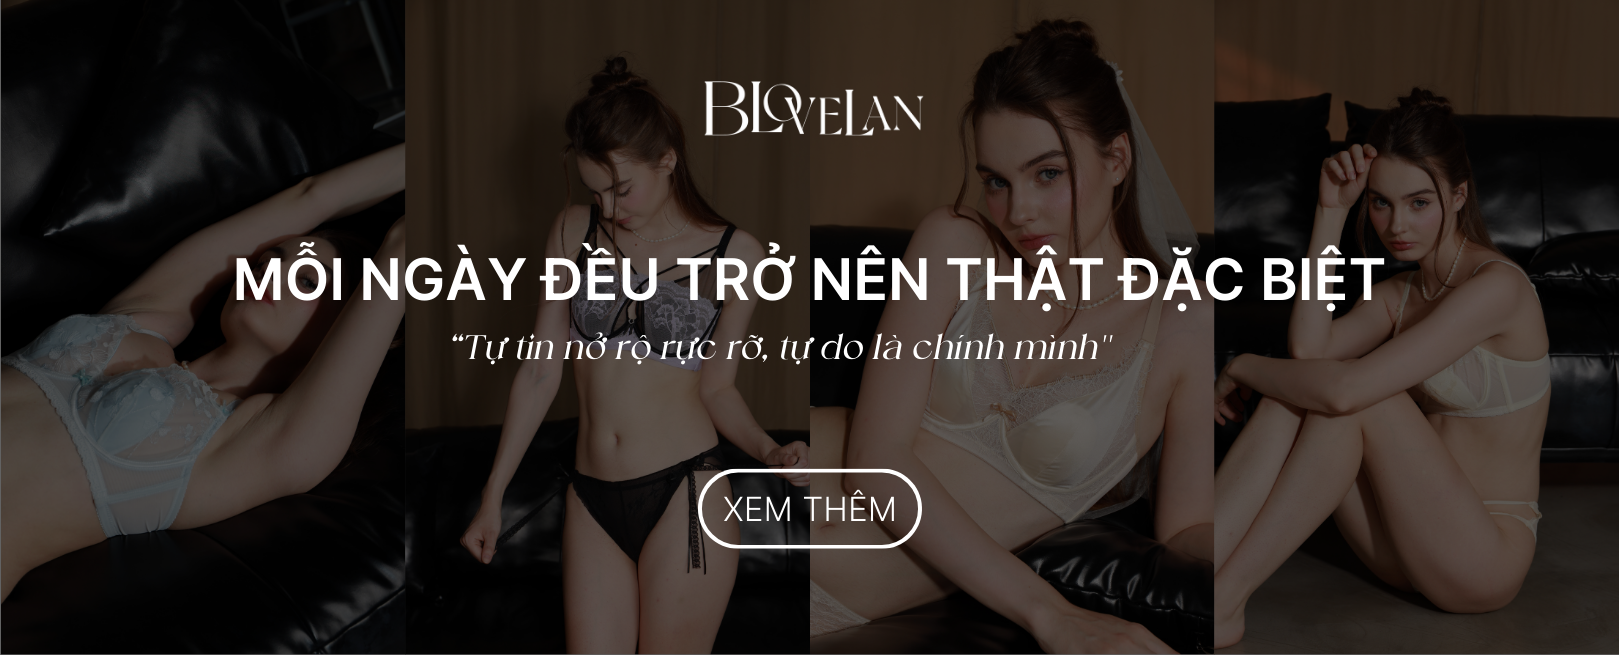 BLOVELAN
MỖI NGÀY ĐỀU TRỞ NÊN THẬT ĐẶC BIỆT
“Tự tin nở rộ rực rỡ, tự do là chính mình"
XEM THÊM